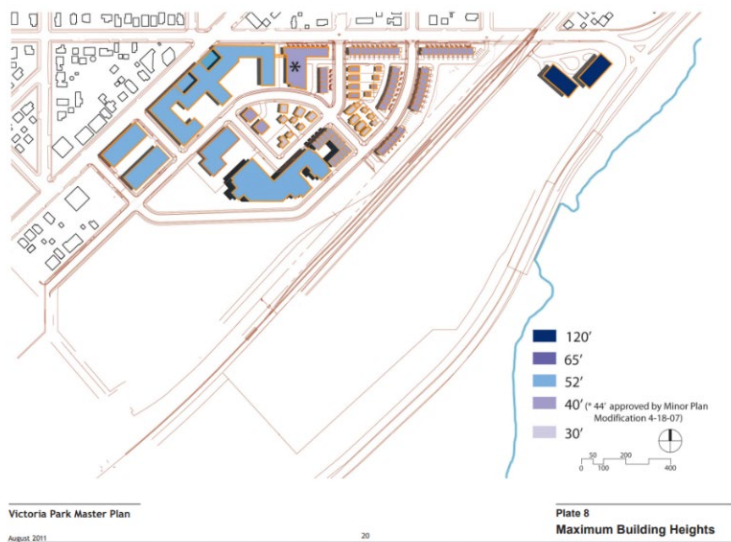 *
120'
65'
52'
40' (* 44' approved by Minor Plan
Modification 4-18-07)
30'
50 200
0 100 400
Victoria Park Master Plan
Plate 8
Maximum Building Heights
August 2011
20